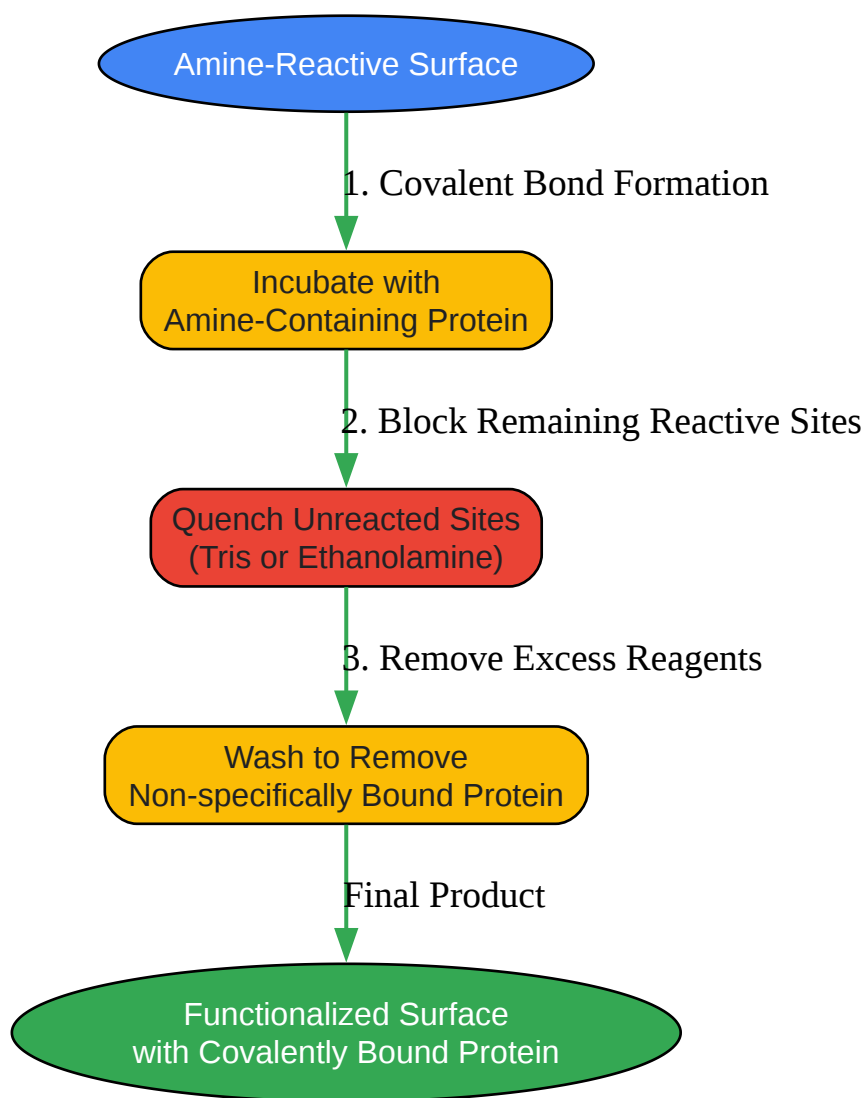 Amine-Reactive Surface
1. Covalent Bond Formation
Incubate with
Amine-Containing Protein
2. Block Remaining Reactive Sites
Quench Unreacted Sites
(Tris or Ethanolamine)
3. Remove Excess Reagents
Wash to Remove
Non-specifically Bound Protein
Final Product
Functionalized Surface
with Covalently Bound Protein